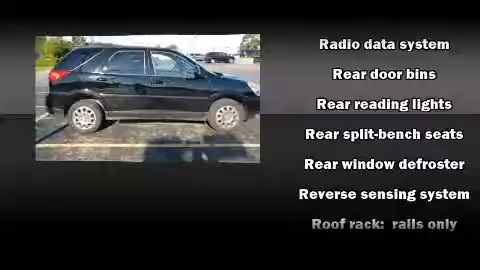 Radio data system
Rear door bins
Rear reading lights
Rear split-bench seats
Rear window defroster
Reverse sensing system
Roof rack: rails only